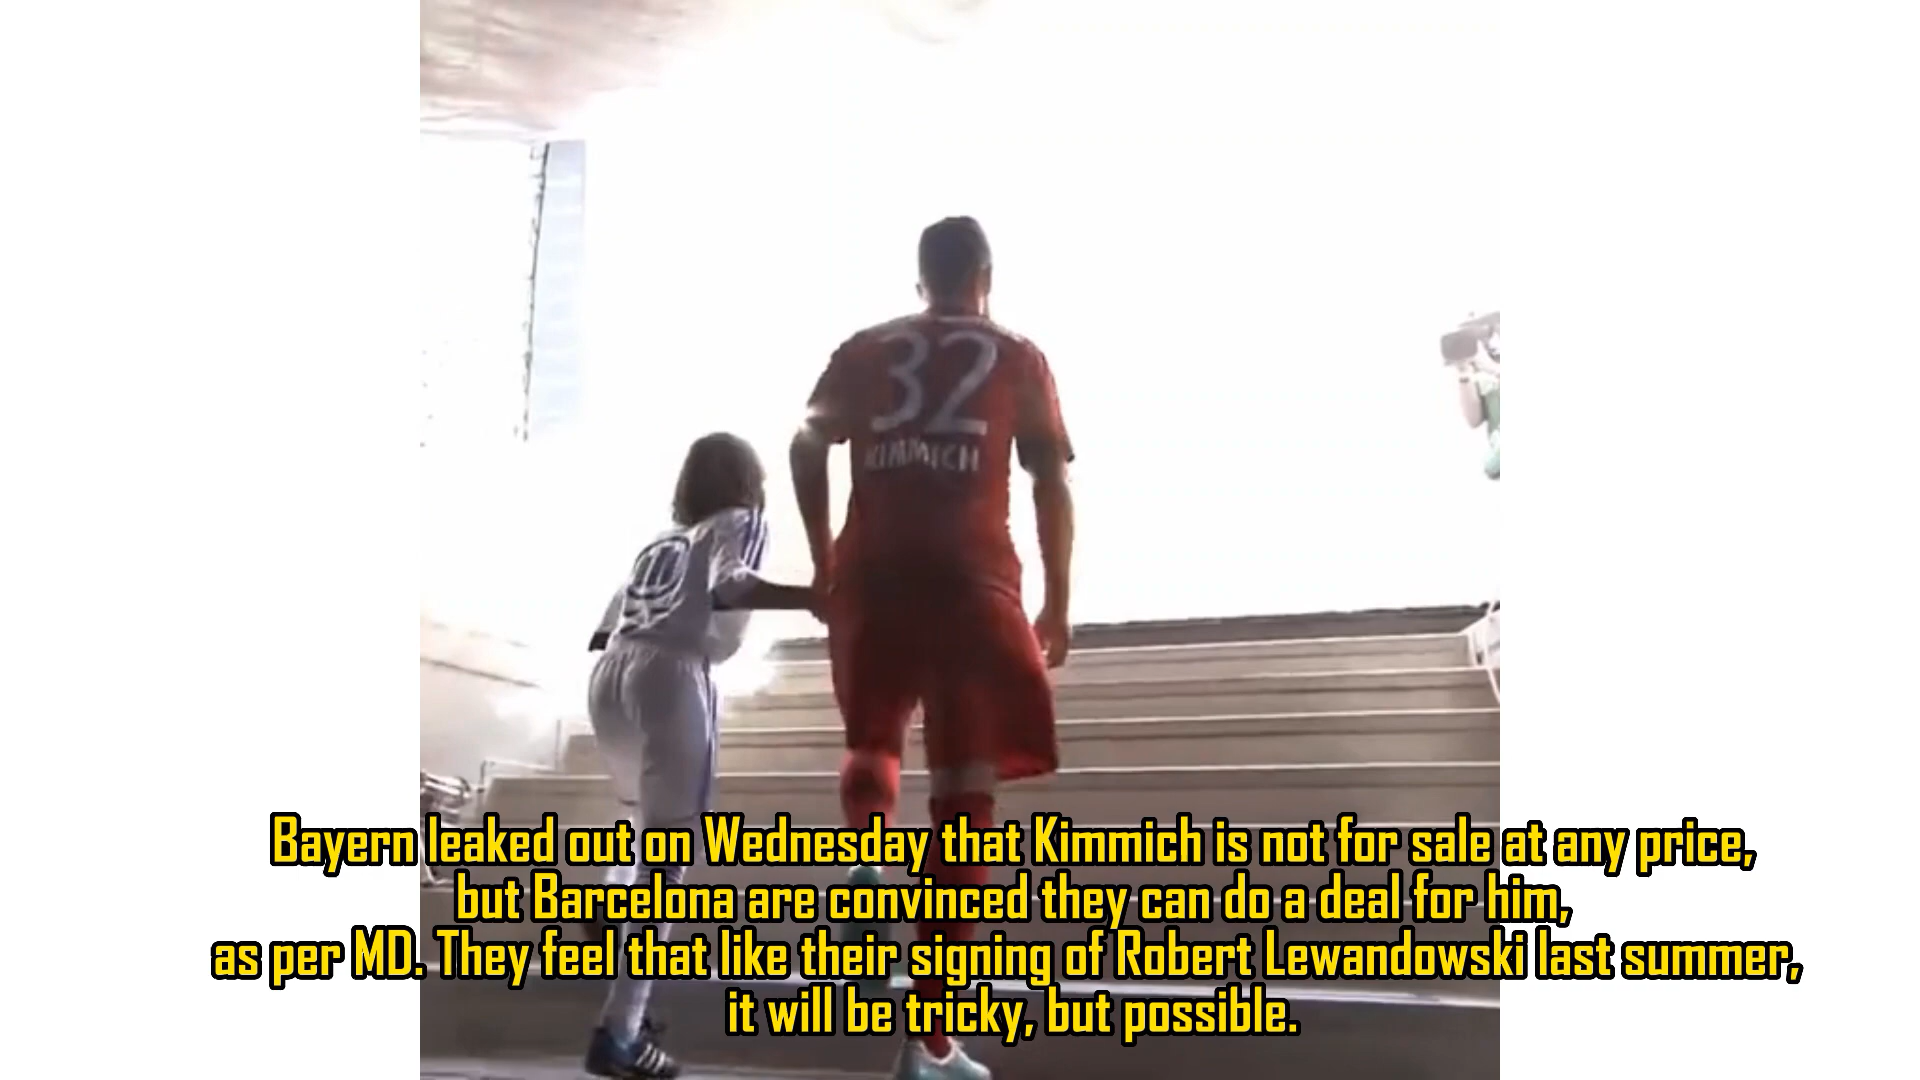 32
KIMMICH
Bayern leaked out on Wednesday that Kimmich is not for sale at any price,
but Barcelona are convinced they can do a deal for him,
as per MD. They feel that like their signing of Robert Lewandowski last summer,
it will be tricky, but possible.